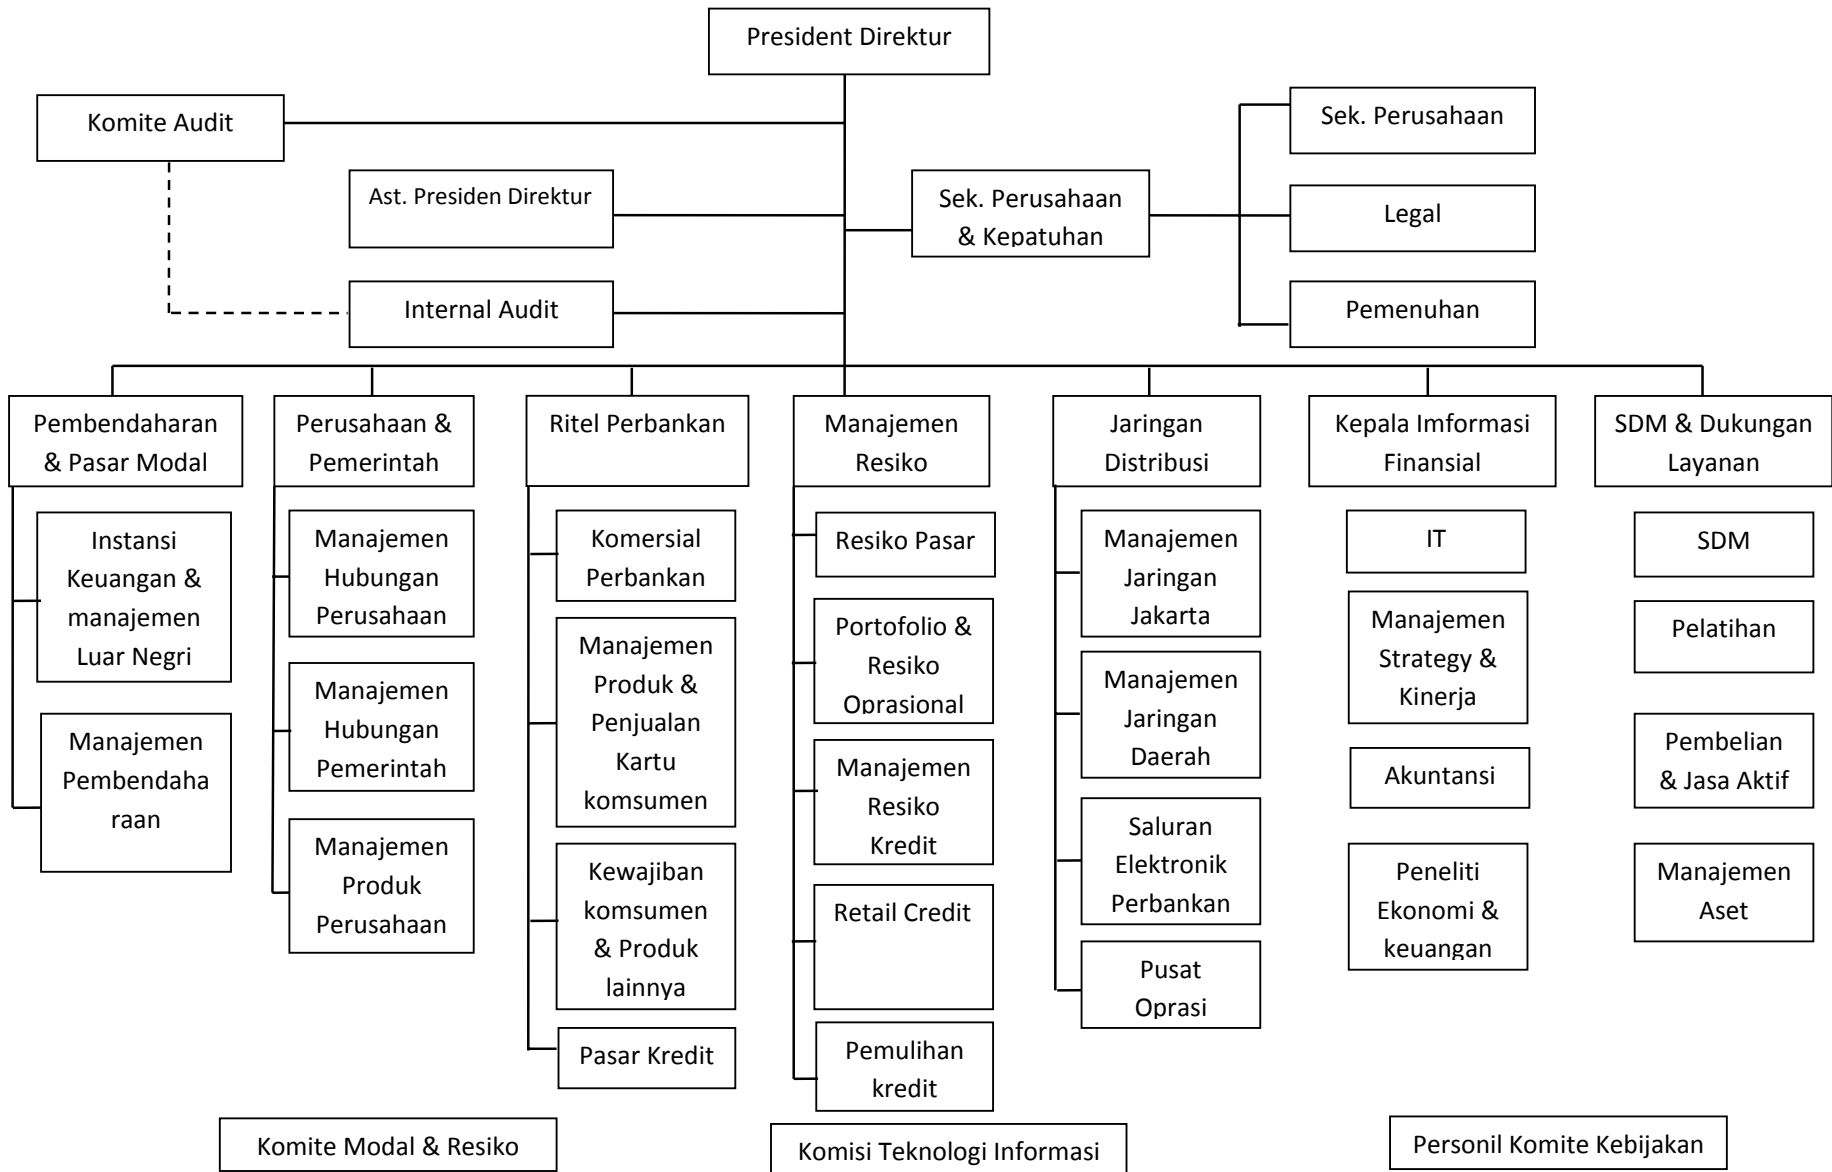 President Direktur
Komite Audit
Sek. Perusahaan
Ast. Presiden Direktur
Sek. Perusahaan
& Kepatuhan
Legal
Internal Audit
Pemenuhan
Pembendaharan
& Pasar Modal
Perusahaan &
Pemerintah
Ritel Perbankan
Manajemen
Resiko
Jaringan
Distribusi
Kepala Imformasi
Finansial
SDM & Dukungan
Layanan
Instansi
Keuangan &
manajemen
Luar Negri
Manajemen
Pembendaha
raan
Manajemen
Hubungan
Perusahaan
Manajemen
Hubungan
Pemerintah
Manajemen
Produk
Perusahaan
Komersial
Perbankan
Manajemen
Produk &
Penjualan
Kartu
komsumen
Kewajiban
komsumen
& Produk
lainnya
Pasar Kredit
Resiko Pasar
Portofolio &
Resiko
Oprasional
Manajemen
Resiko
Kredit
Retail Credit
Pemulihan
kredit
Manajemen
Jaringan
Jakarta
Manajemen
Jaringan
Daerah
Saluran
Elektronik
Perbankan
Pusat
Oprasi
IT
Manajemen
Strategy &
Kinerja
Akuntansi
Peneliti
Ekonomi &
keuangan
SDM
Pelatihan
Pembelian
& Jasa Aktif
Manajemen
Aset
Komite Modal & Resiko
Komisi Teknologi Informasi
Personil Komite Kebijakan